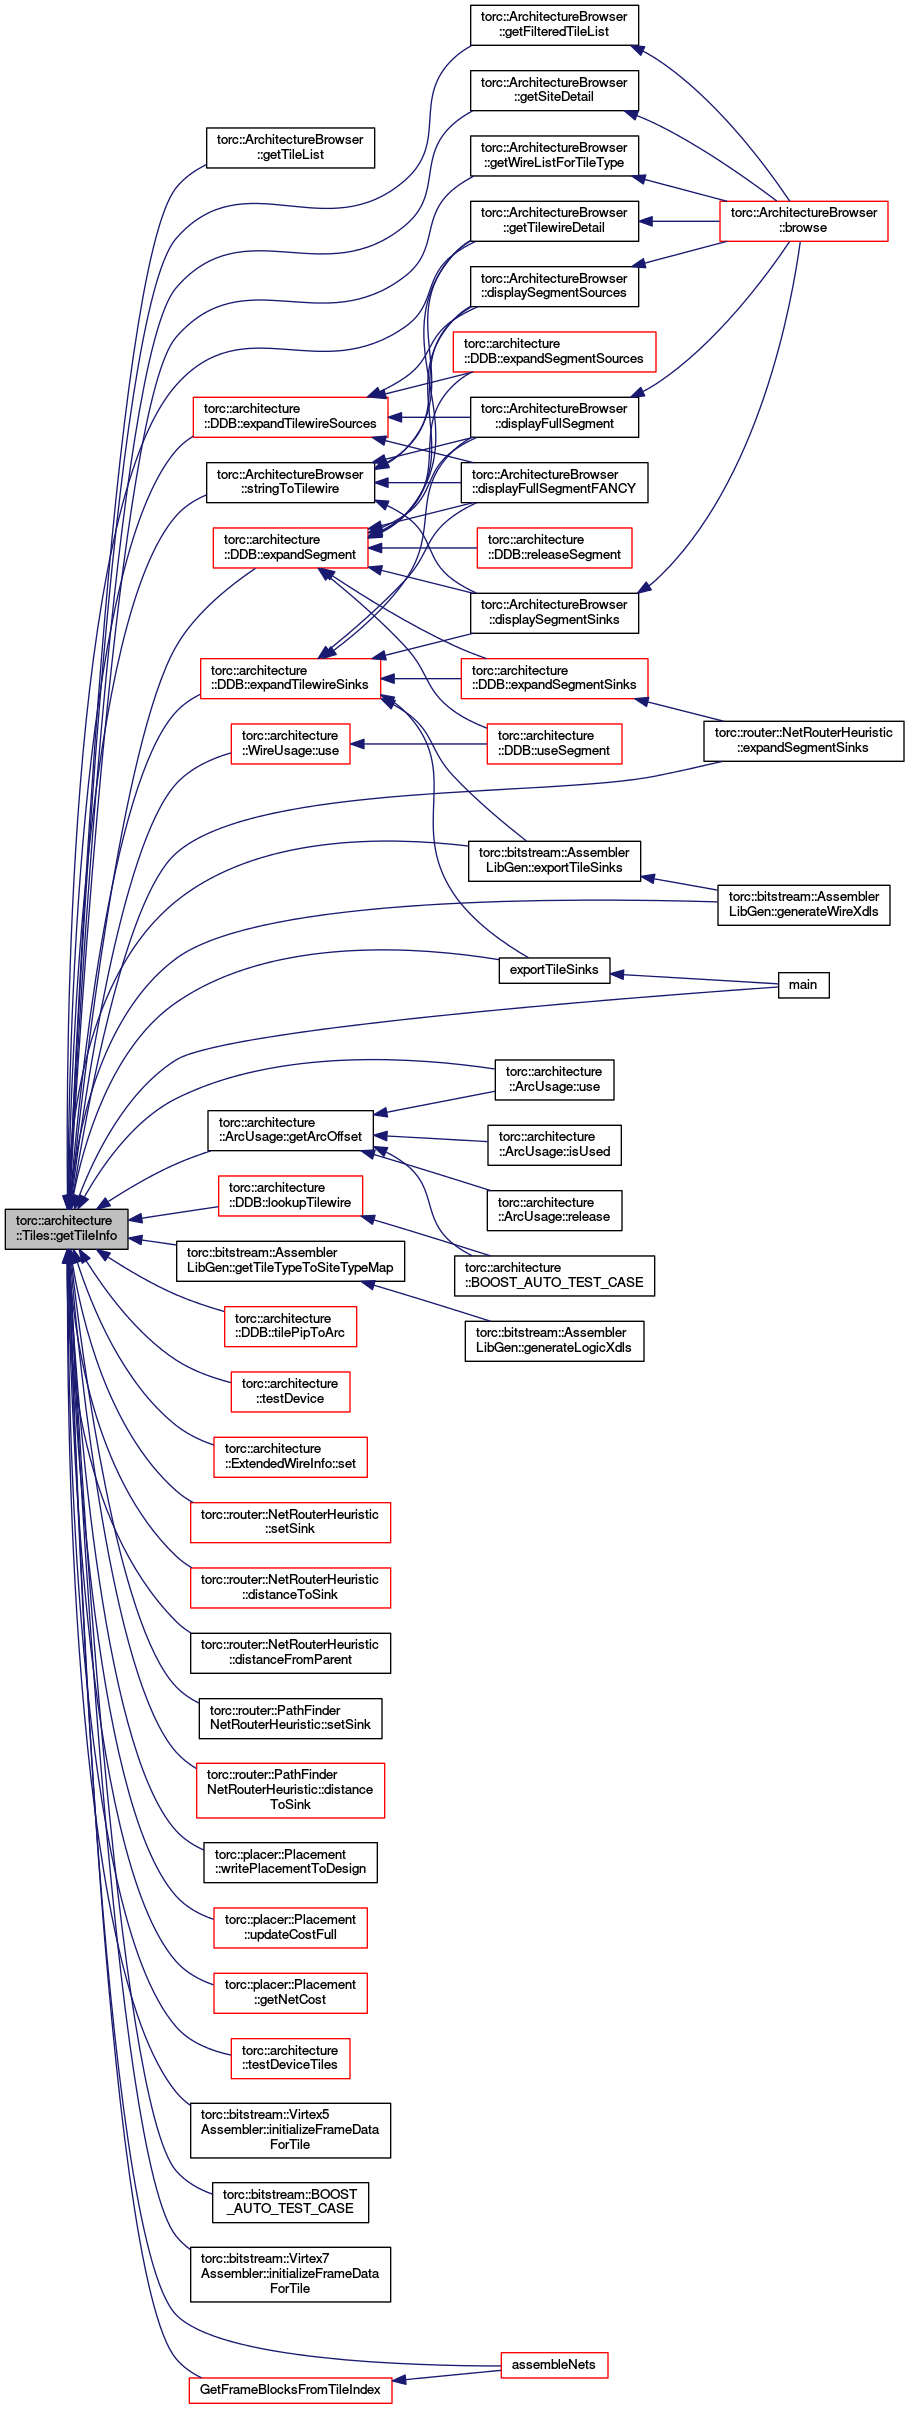 torc::ArchitectureBrowser
::getFilteredTileList
torc::ArchitectureBrowser
::getSiteDetail
torc::ArchitectureBrowser
::getTileList
torc::ArchitectureBrowser
::getWireListForTileType
torc::ArchitectureBrowser
::getTilewireDetail
torc::ArchitectureBrowser
::browse
torc::ArchitectureBrowser
::displaySegmentSources
torc::architecture
::DDB::expandSegmentSources
torc::architecture
::DDB::expandTilewireSources
torc::ArchitectureBrowser
::displayFullSegment
torc::ArchitectureBrowser
::stringToTilewire
torc::ArchitectureBrowser
::displayFullSegmentFANCY
torc::architecture
::DDB::expandSegment
torc::architecture
::DDB::releaseSegment
torc::ArchitectureBrowser
::displaySegmentSinks
torc::architecture
::DDB::expandTilewireSinks
torc::architecture
::DDB::expandSegmentSinks
torc::architecture
::WireUsage::use
torc::architecture
::DDB::useSegment
torc::router::NetRouterHeuristic
::expandSegmentSinks
torc::bitstream::Assembler
LibGen::exportTileSinks
torc::bitstream::Assembler
LibGen::generateWireXdls
exportTileSinks
main
torc::architecture
::ArcUsage::use
torc::architecture
::ArcUsage::getArcOffset
torc::architecture
::ArcUsage::isUsed
torc::architecture
::DDB::lookupTilewire
torc::architecture
::ArcUsage::release
torc::architecture
::Tiles::getTileInfo
torc::bitstream::Assembler
LibGen::getTileTypeToSiteTypeMap
torc::architecture
::BOOST_AUTO_TEST_CASE
torc::architecture
::DDB::tilePipToArc
torc::bitstream::Assembler
LibGen::generateLogicXdls
torc::architecture
::testDevice
torc::architecture
::ExtendedWireInfo::set
torc::router::NetRouterHeuristic
::setSink
torc::router::NetRouterHeuristic
::distanceToSink
torc::router::NetRouterHeuristic
::distanceFromParent
torc::router::PathFinder
NetRouterHeuristic::setSink
torc::router::PathFinder
NetRouterHeuristic::distance
ToSink
torc::placer::Placement
::writePlacementToDesign
torc::placer::Placement
::updateCostFull
torc::placer::Placement
::getNetCost
torc::architecture
::testDeviceTiles
torc::bitstream::Virtex5
Assembler::initializeFrameData
ForTile
torc::bitstream::BOOST
_AUTO_TEST_CASE
torc::bitstream::Virtex7
Assembler::initializeFrameData
ForTile
assembleNets
GetFrameBlocksFromTileIndex